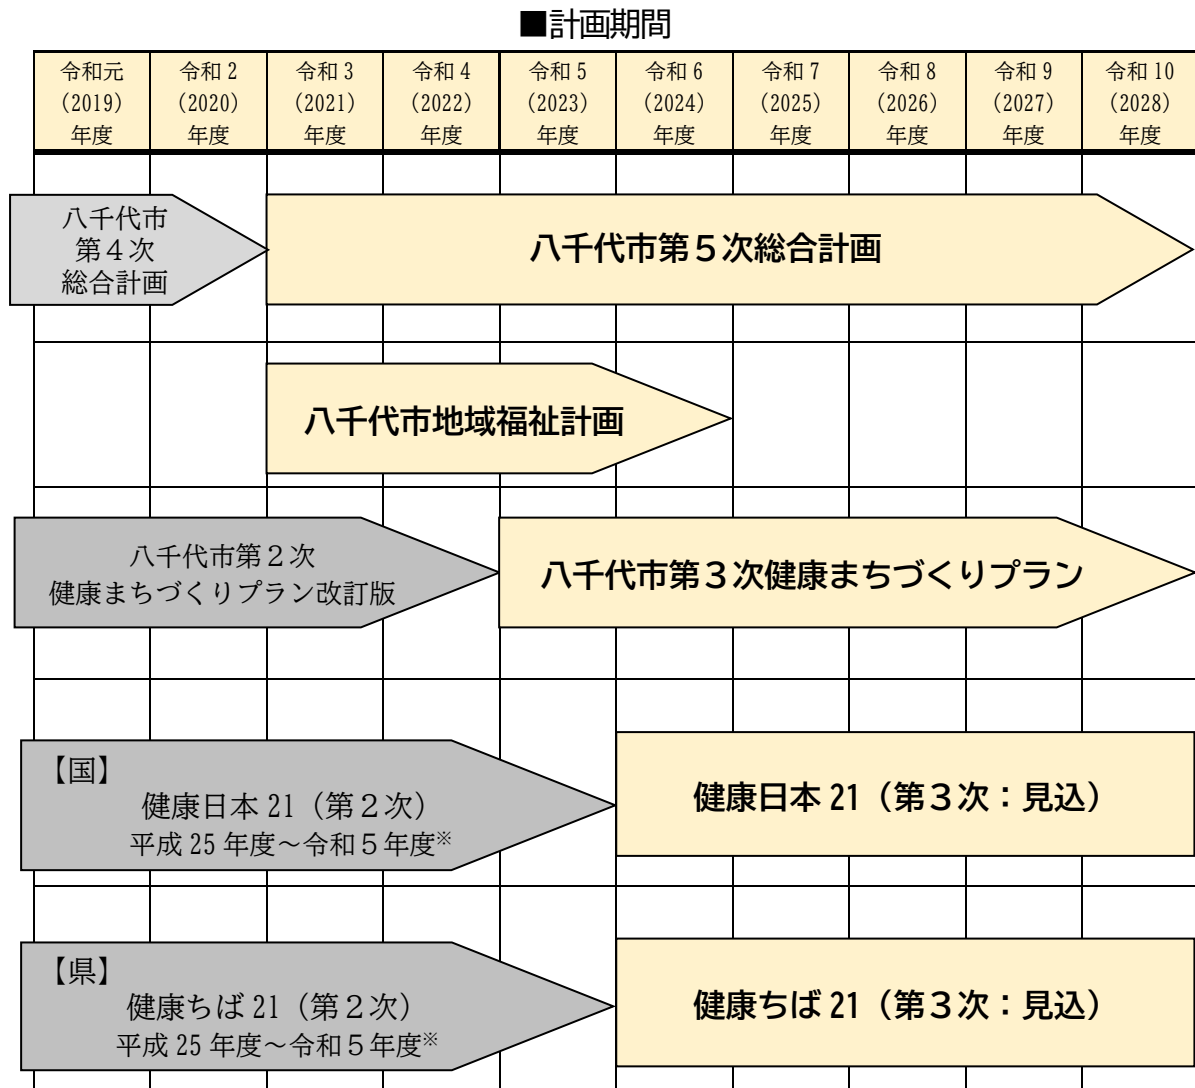 ■計画期間
令和元
(2019)
年度
令和2
(2020)
年度
令和3
(2021)
年度
令和4
(2022)
年度
令和5
(2023)
年度
令和6
(2024)
年度
令和7
(2025)
年度
令和8
(2026)
年度
令和9
(2027)
年度
令和10
(2028)
年度
八千代市
第４次
総合計画
八千代市第５次総合計画
八千代市地域福祉計画
八千代市第２次
健康まちづくりプラン改訂版
八千代市第３次健康まちづくりプラン
【国】
健康日本21（第２次）
平成25年度～令和５年度※
健康日本21（第３次：見込）
【県】
健康ちば21（第２次）
平成25年度～令和５年度※
健康ちば21（第３次：見込）